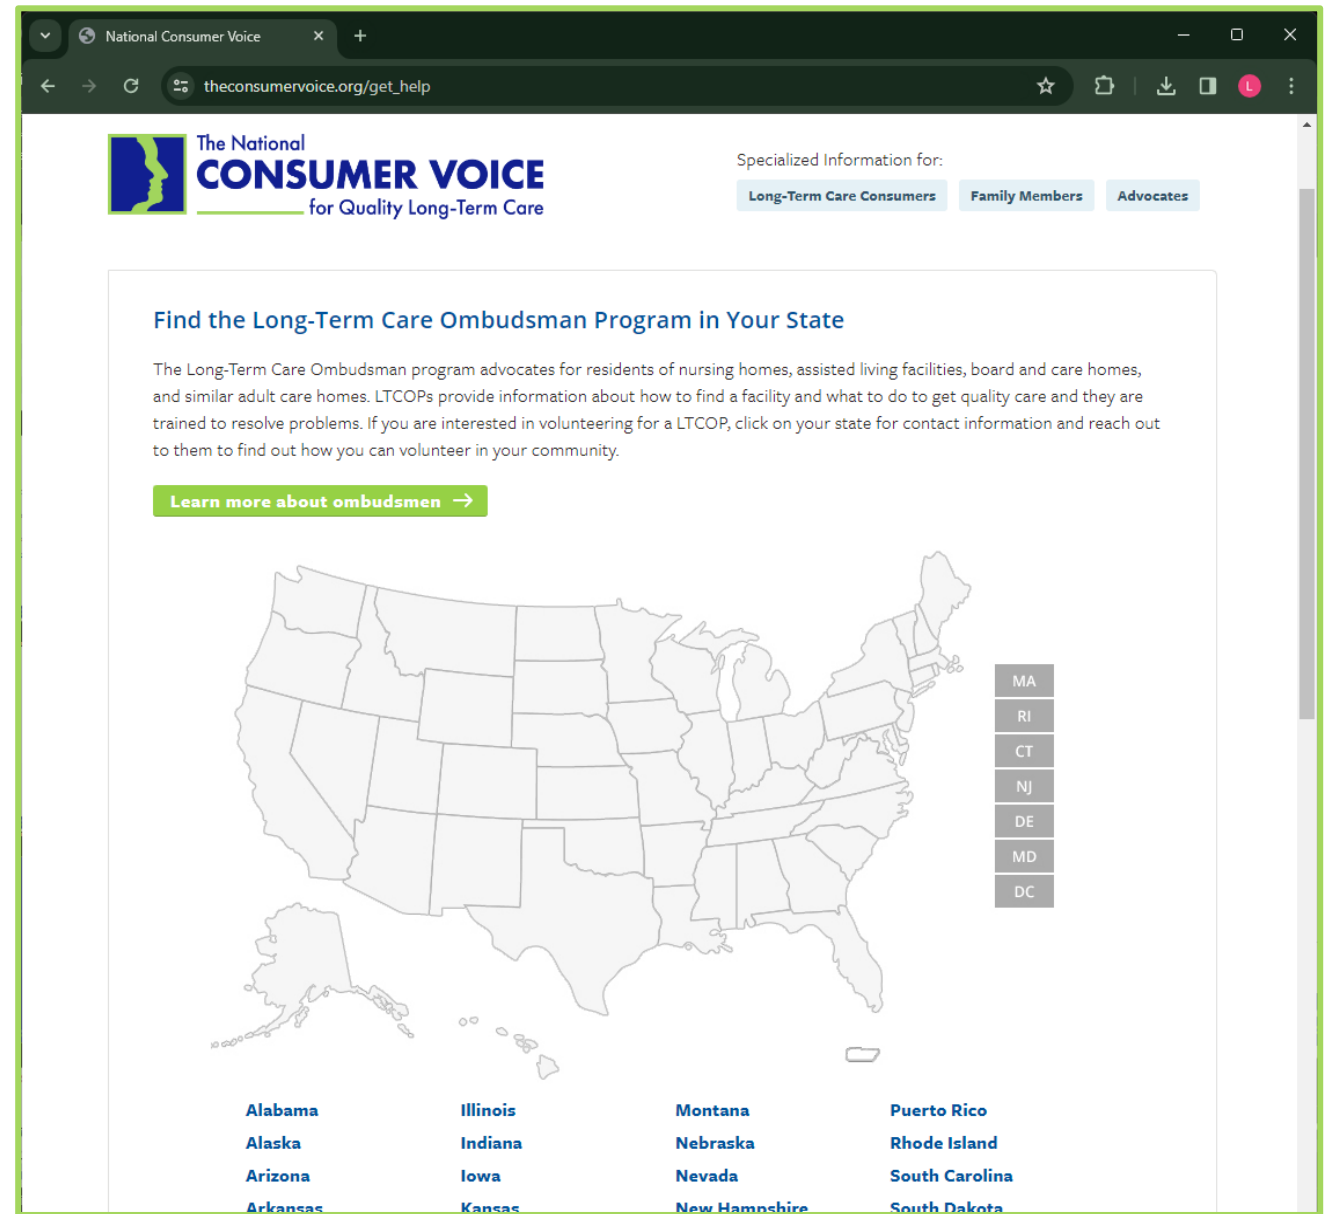 National Consumer Voice
theconsumervoice.org/get_help
L
The National
CONSUMER VOICE
for Quality Long-Term Care
Specialized Information for:
Long-Term Care Consumers Family Members Advocates
Find the Long-Term Care Ombudsman Program in Your State
The Long-Term Care Ombudsman program advocates for residents of nursing homes, assisted living facilities, board and care homes,
and similar adult care homes. LTCOPs provide information about how to find a facility and what to do to get quality care and they are
trained to resolve problems. If you are interested in volunteering for a LTCOP, click on your state for contact information and reach out
to them to find out how you can volunteer in your community.
Learn more about ombudsmen →
MA
RI
CT
NJ
DE
MD
DC
Alabama Illinois Montana Puerto Rico
Alaska Indiana Nebraska Rhode Island
Arizona Iowa Nevada South Carolina
Arkansas Kansas New Hampshire South Dakota